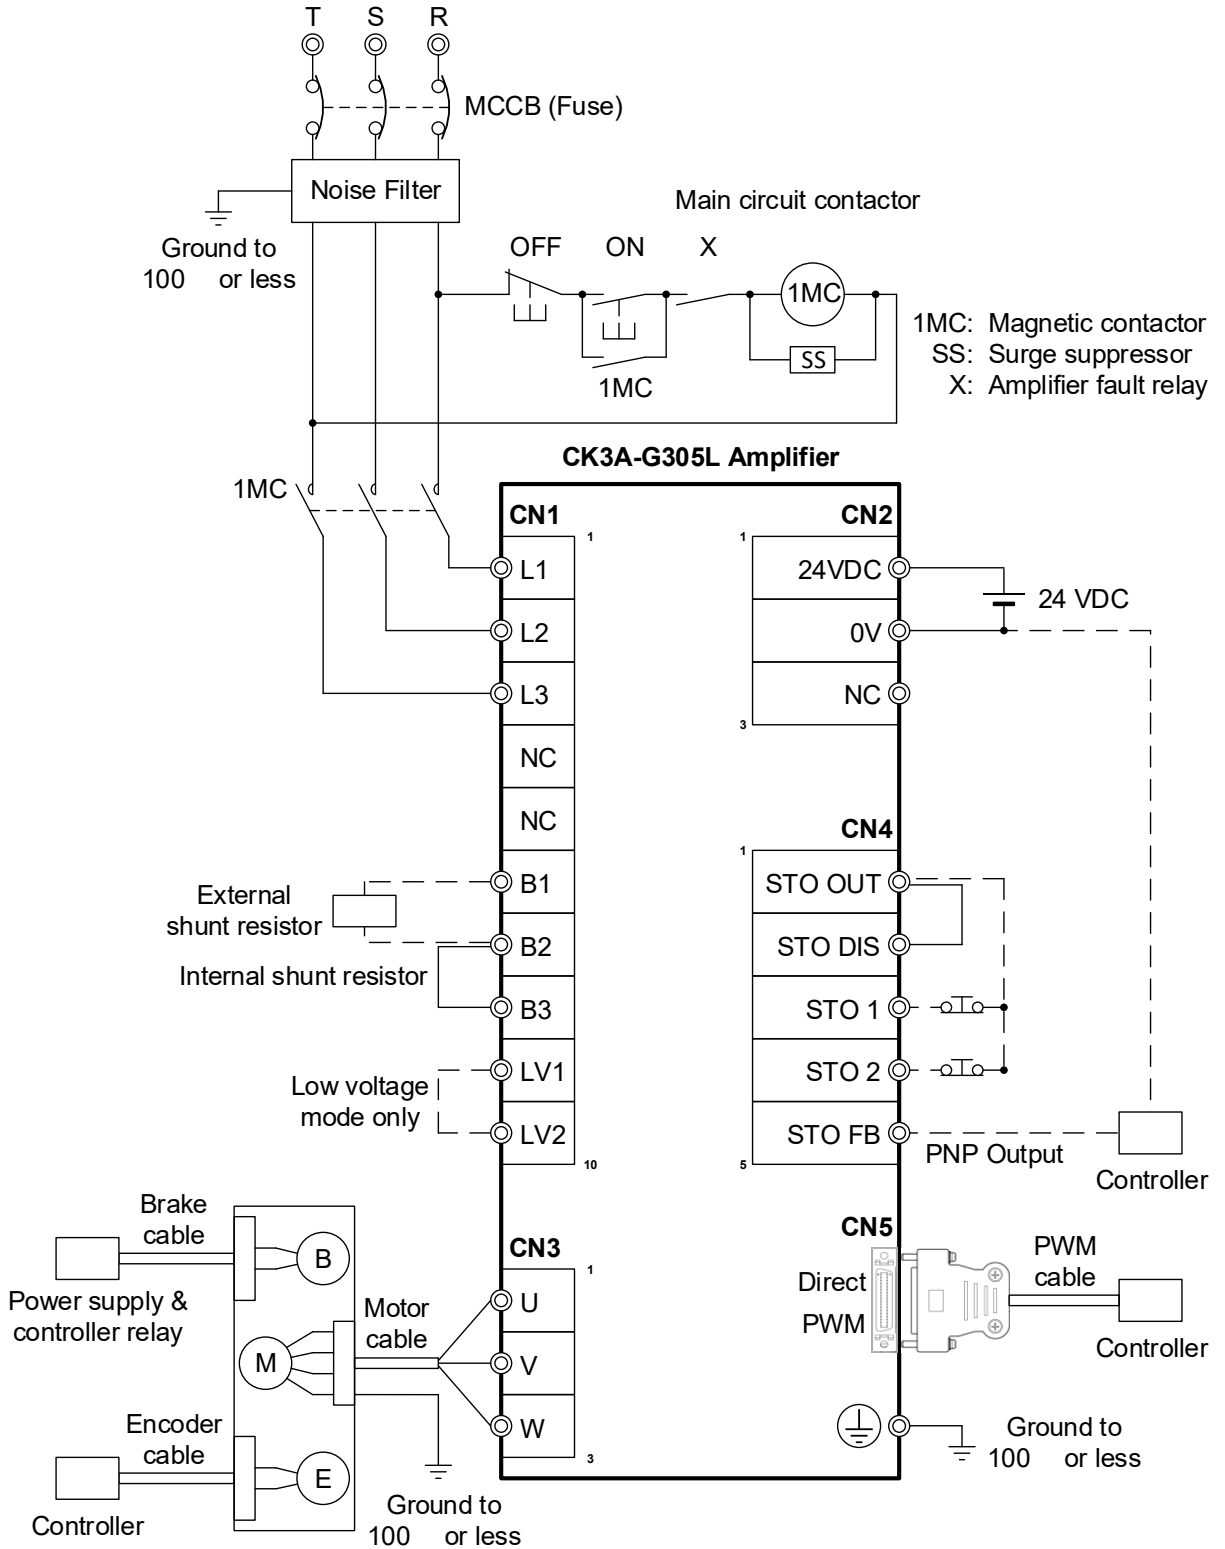 T S R
MCCB (Fuse)
Noise Filter
Ground to
100 or less
Main circuit contactor
OFF ON X
1MC
SS
1MC
1MC: Magnetic contactor
SS: Surge suppressor
X: Amplifier fault relay
CK3A-G305L Amplifier
1MC
CN1
1
L1
L2
L3
NC
NC
B1
B2
B3
LV1
LV2
10
External
shunt resistor
Internal shunt resistor
Low voltage
mode only
CN2
1
24VDC
0V
NC
3
24 VDC
CN4
1
STO OUT
STO DIS
STO 1
STO 2
STO FB
5
PNP Output
Controller
Brake
cable
B
Power supply &
controller relay
Motor
cable
M
Encoder
cable
E
Controller
CN3
1
U
V
W
3
Ground to
100 or less
CN5
Direct
PWM
PWM
cable
Controller
Ground to
100 or less